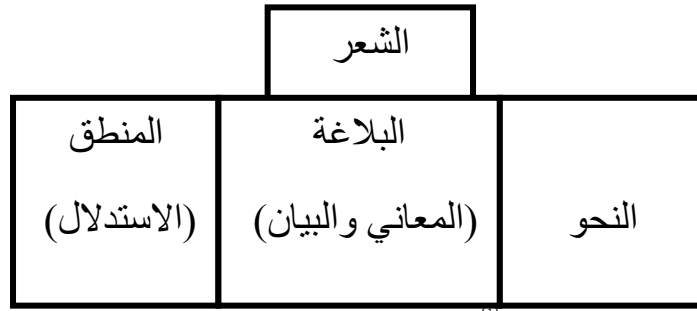 الشعر
النحو
البلاغة
(المعاني والبيان)
المنطق
(الاستدلال)